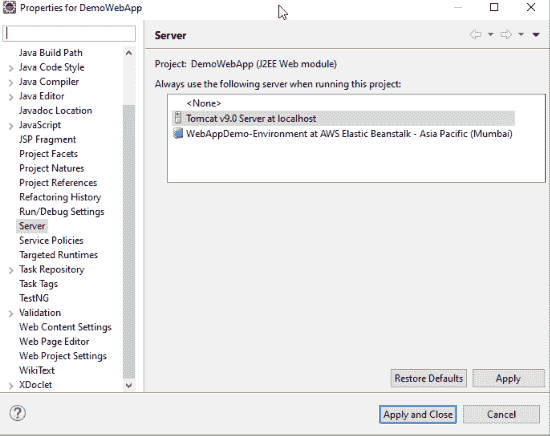 Properties for DemoWebApp
Java Build Path
Java Code Style
Java Compiler
Java Editor
Javadoc Location
JavaScript
JSP Fragment
Project Facets
Project Natures
Project References
Refactoring History
Run/Debug Settings
Server
Service Policies
Targeted Runtimes
Task Repository
Task Tags
TestNG
Validation
Web Content Settings
Web Page Editor
Web Project Settings
WikiText
XDoclet
Server
Project: DemoWebApp (J2EE Web module)
Always use the following server when running this project:
<None>
Tomcat v9.0 Server at localhost
WebAppDemo-Environment at AWS Elastic Beanstalk - Asia Pacific (Mumbai)
Restore Defaults
Apply
?
Apply and Close
Cancel